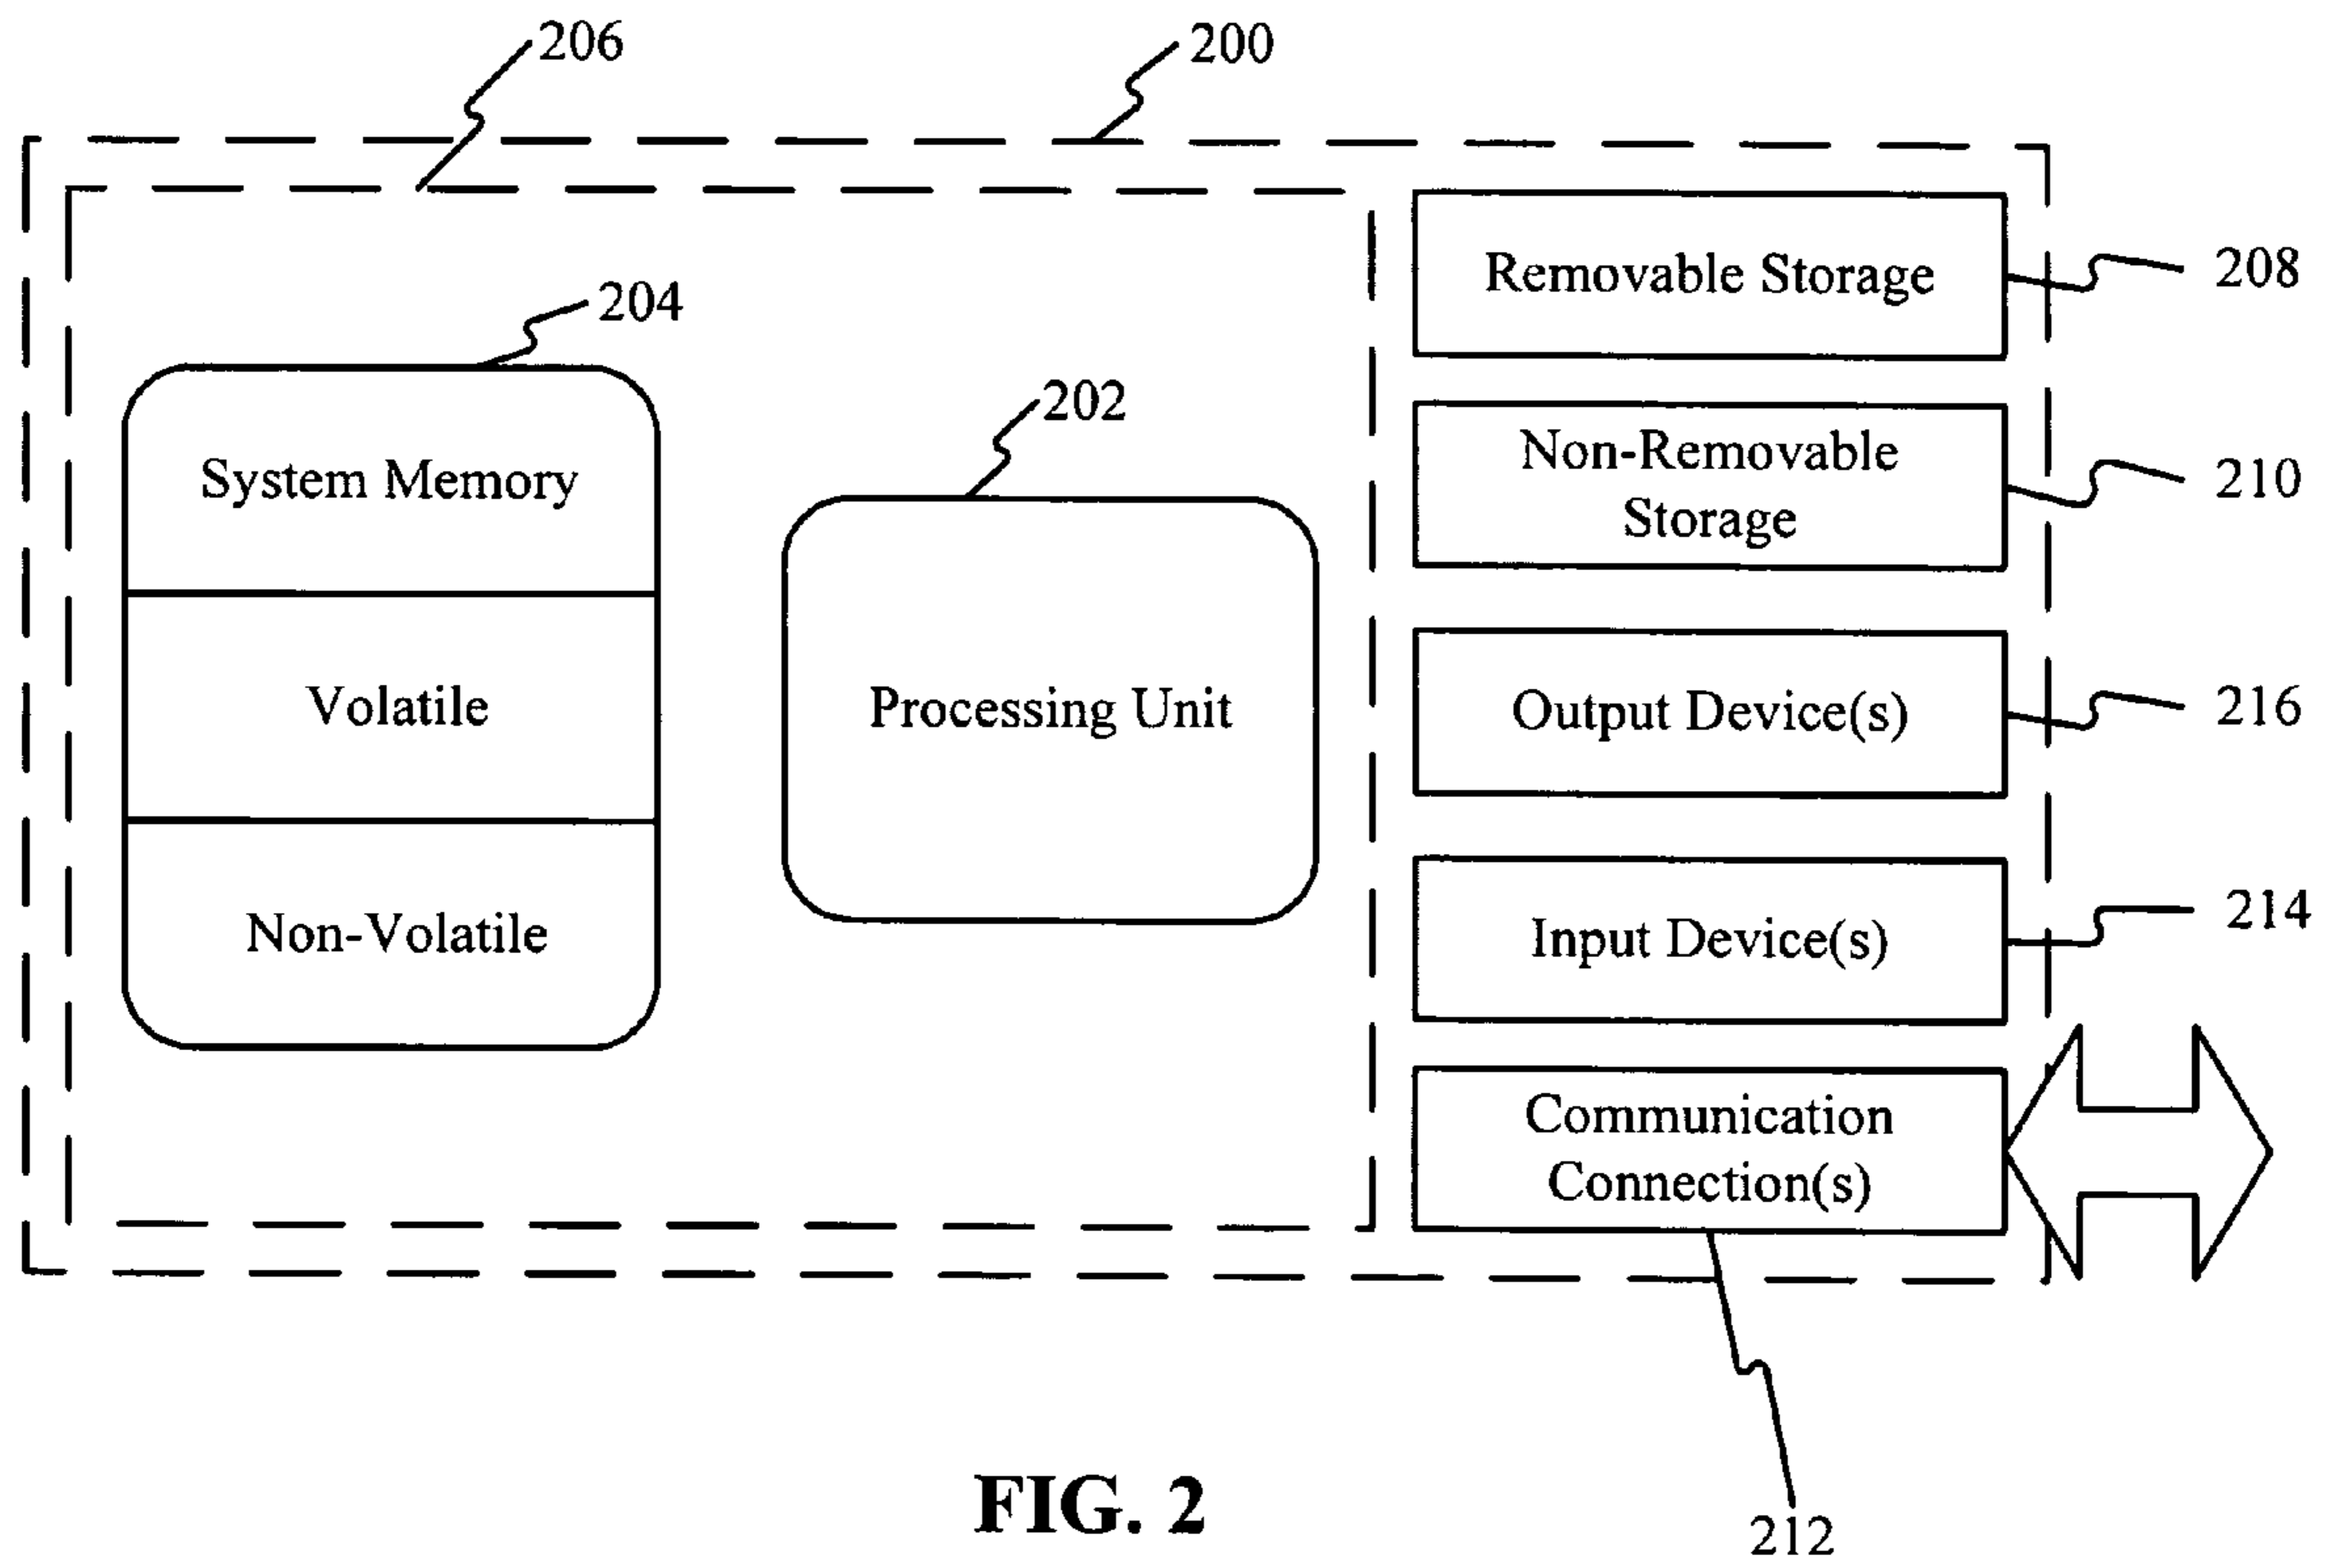 206
200
Removable Storage
208
204
202
Non-Removable
Storage
210
System Memory
Volatile
Non-Volatile
Processing Unit
Output Device(s)
216
Input Device(s)
214
Communication
Connection(s)
212
FIG. 2